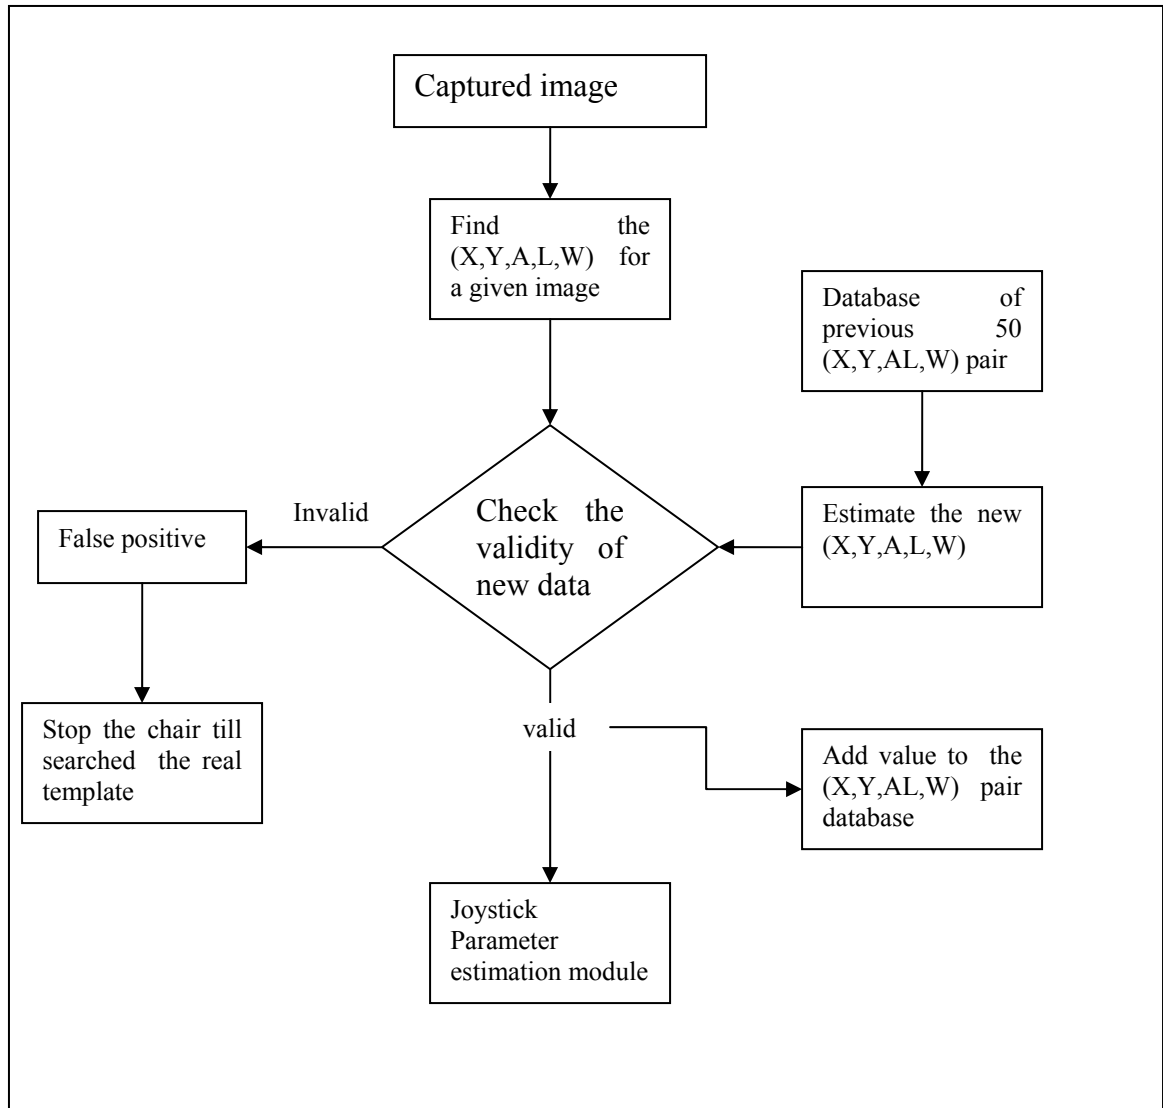 Captured image
Find the
(X,Y,A,L,W) for
a given image
Database of
previous 50
(X,Y,AL,W) pair
Invalid
Check the
validity of
new data
False positive
Estimate the new
(X,Y,A,L,W)
Stop the chair till
searched the real
template
valid
Add value to the
(X,Y,AL,W) pair
database
Joystick
Parameter
estimation module